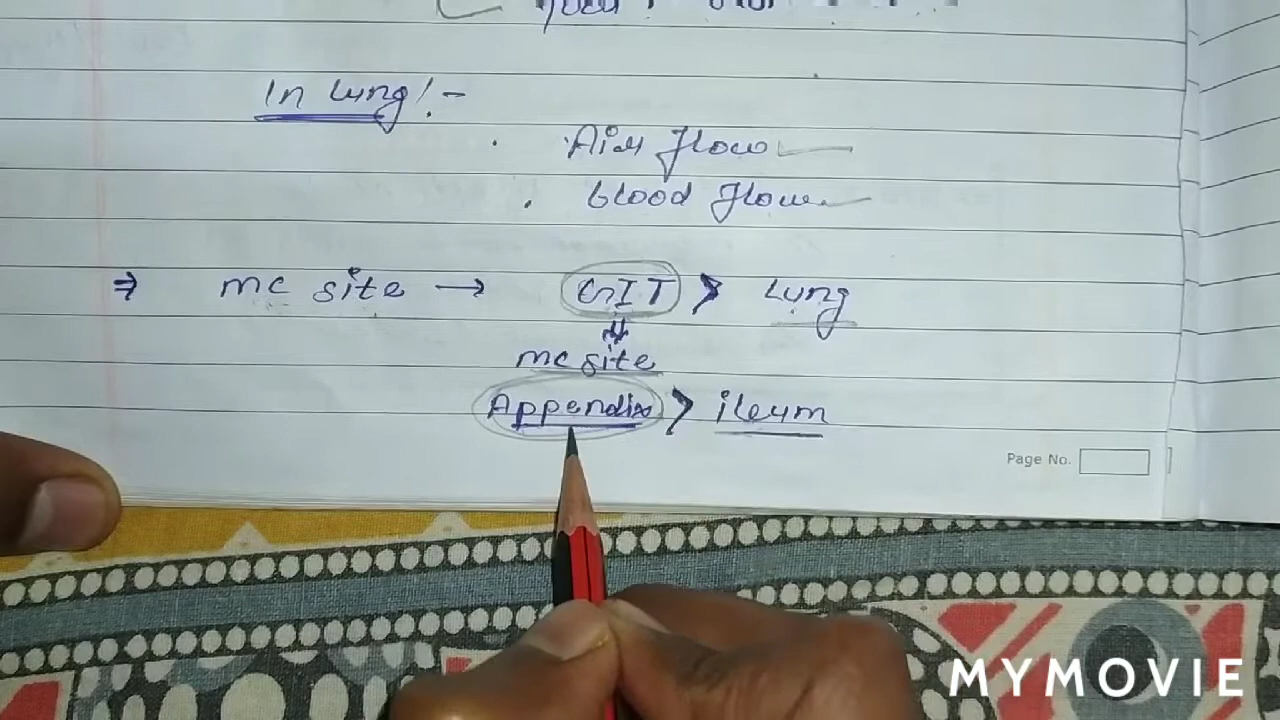 In Lung :-
. Air flow
. blood flow
⇒ mc site → GIT > Lung
⇓
mc site
Appendix > ileum
Page No.
MYMOVIE